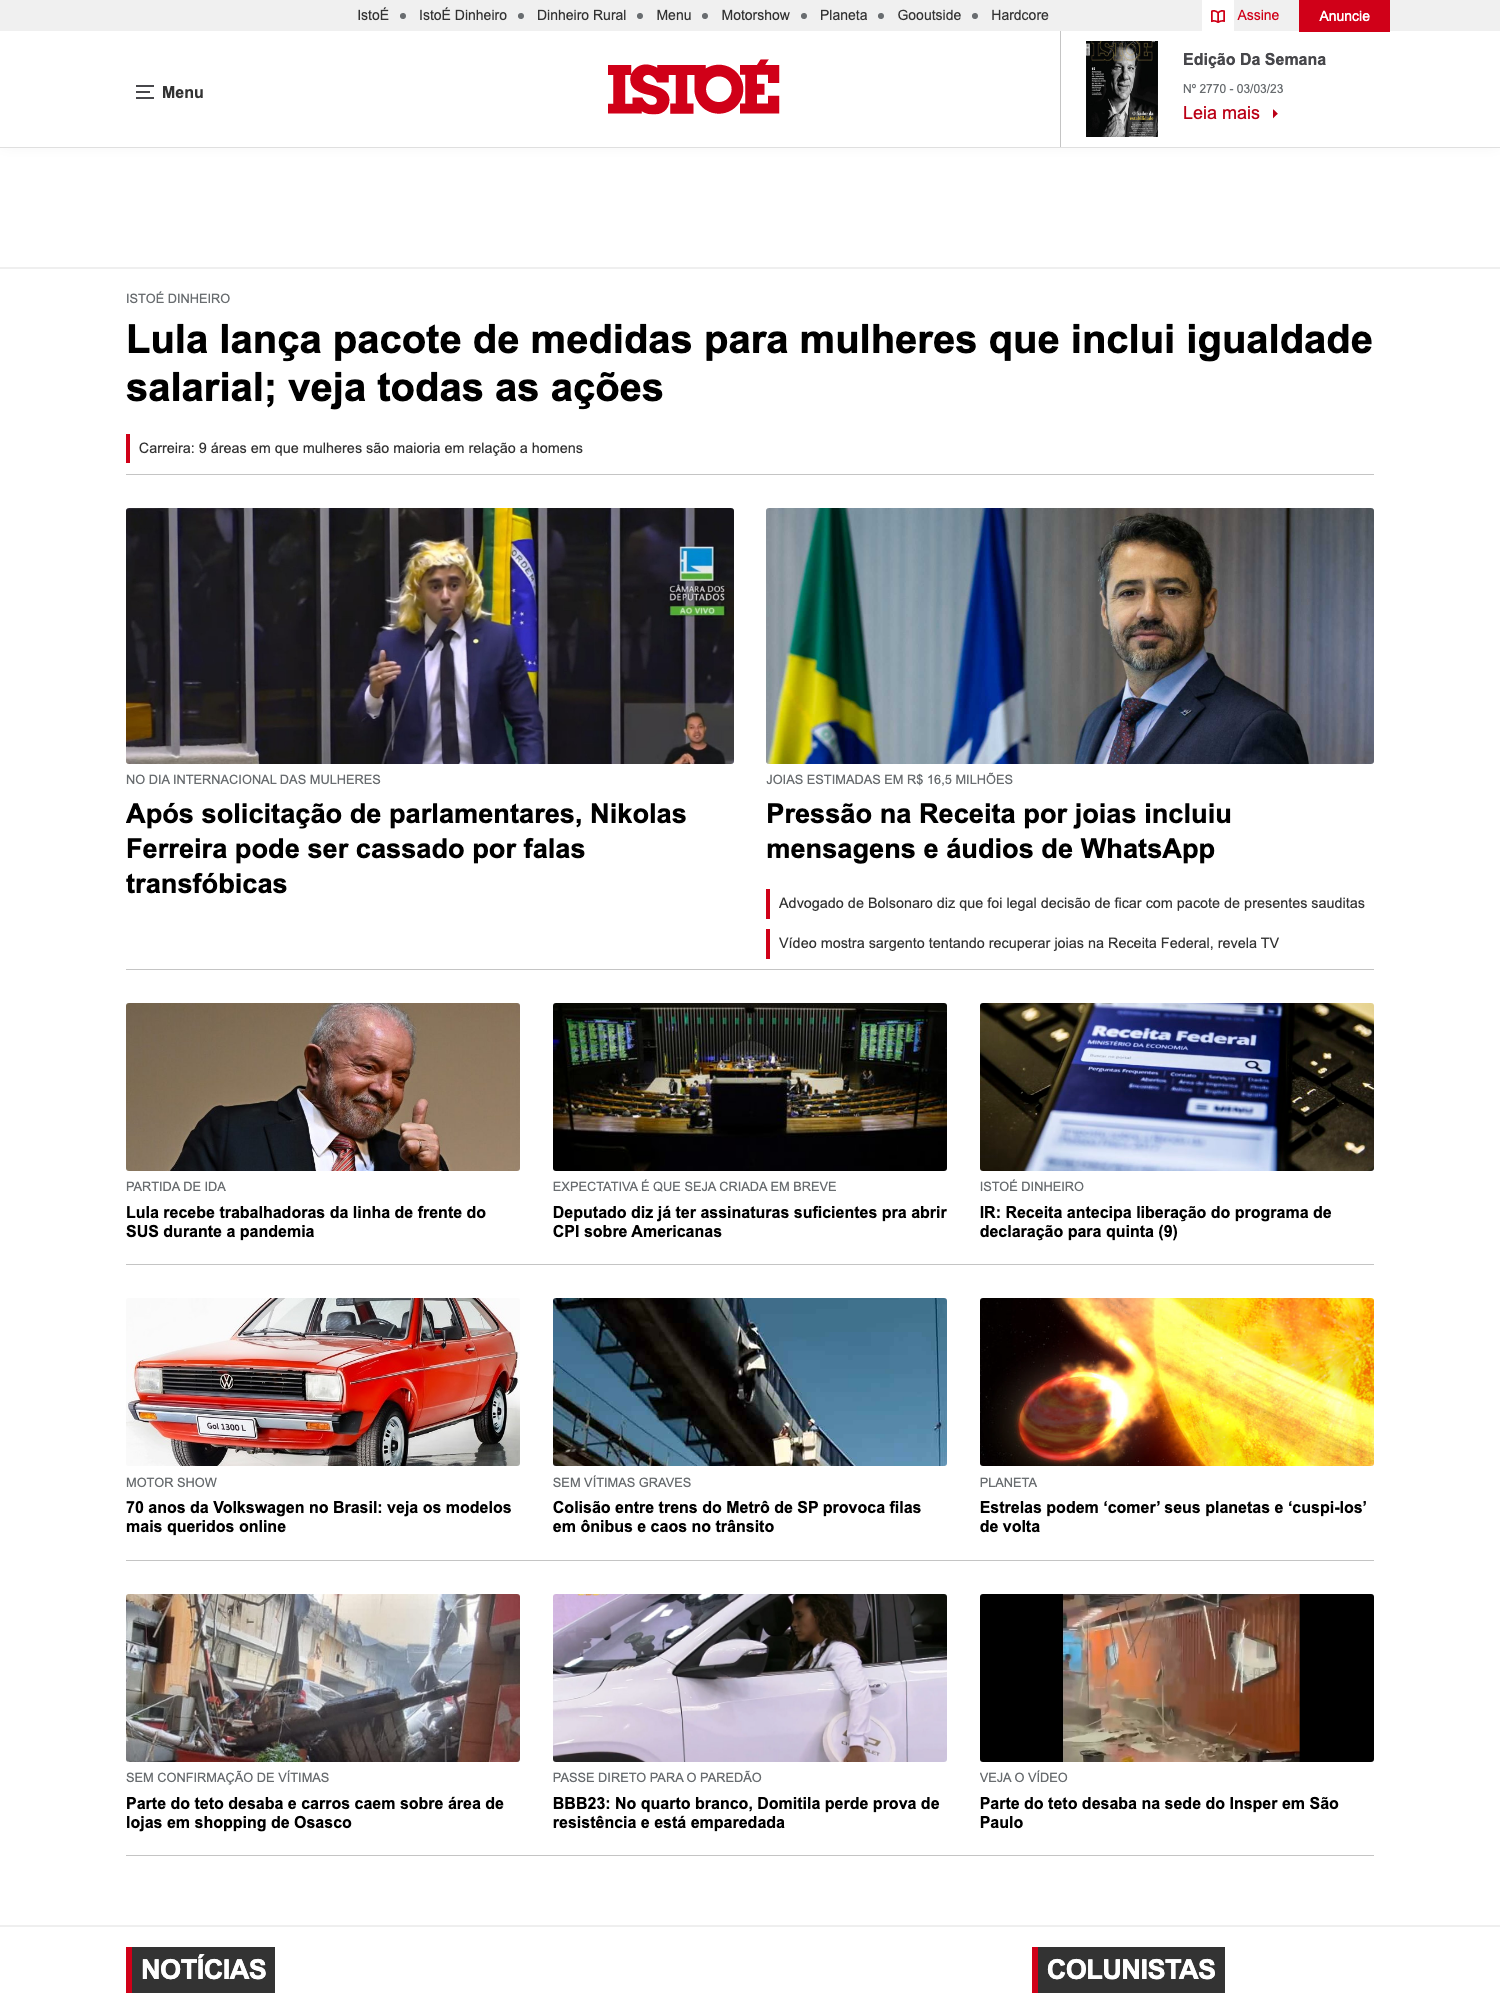 IstoÉ IstoÉ Dinheiro Dinheiro Rural Menu Motorshow Planeta Gooutside Hardcore Assine Anuncie
Menu
ISTOÉ
Edição Da Semana
Nº 2770 - 03/03/23
Leia mais
ISTOÉ DINHEIRO
Lula lança pacote de medidas para mulheres que inclui igualdade
salarial; veja todas as ações
Carreira: 9 áreas em que mulheres são maioria em relação a homens
CÂMARA DOS
DEPUTADOS
AO VIVO
NO DIA INTERNACIONAL DAS MULHERES
Após solicitação de parlamentares, Nikolas
Ferreira pode ser cassado por falas
transfóbicas
JOIAS ESTIMADAS EM R$ 16,5 MILHÕES
Pressão na Receita por joias incluiu
mensagens e áudios de WhatsApp
Advogado de Bolsonaro diz que foi legal decisão de ficar com pacote de presentes sauditas
Vídeo mostra sargento tentando recuperar joias na Receita Federal, revela TV
PARTIDA DE IDA
Lula recebe trabalhadoras da linha de frente do
SUS durante a pandemia
EXPECTATIVA É QUE SEJA CRIADA EM BREVE
Deputado diz já ter assinaturas suficientes pra abrir
CPI sobre Americanas
Receita Federal
MINISTÉRIO DA ECONOMIA
Perguntas Frequentes Contato Serviços
MENU
ISTOÉ DINHEIRO
IR: Receita antecipa liberação do programa de
declaração para quinta (9)
Gol 1300 L
MOTOR SHOW
70 anos da Volkswagen no Brasil: veja os modelos
mais queridos online
SEM VÍTIMAS GRAVES
Colisão entre trens do Metrô de SP provoca filas
em ônibus e caos no trânsito
PLANETA
Estrelas podem ‘comer’ seus planetas e ‘cuspi-los’
de volta
SEM CONFIRMAÇÃO DE VÍTIMAS
Parte do teto desaba e carros caem sobre área de
lojas em shopping de Osasco
PASSE DIRETO PARA O PAREDÃO
BBB23: No quarto branco, Domitila perde prova de
resistência e está emparedada
VEJA O VÍDEO
Parte do teto desaba na sede do Insper em São
Paulo
NOTÍCIAS
COLUNISTAS